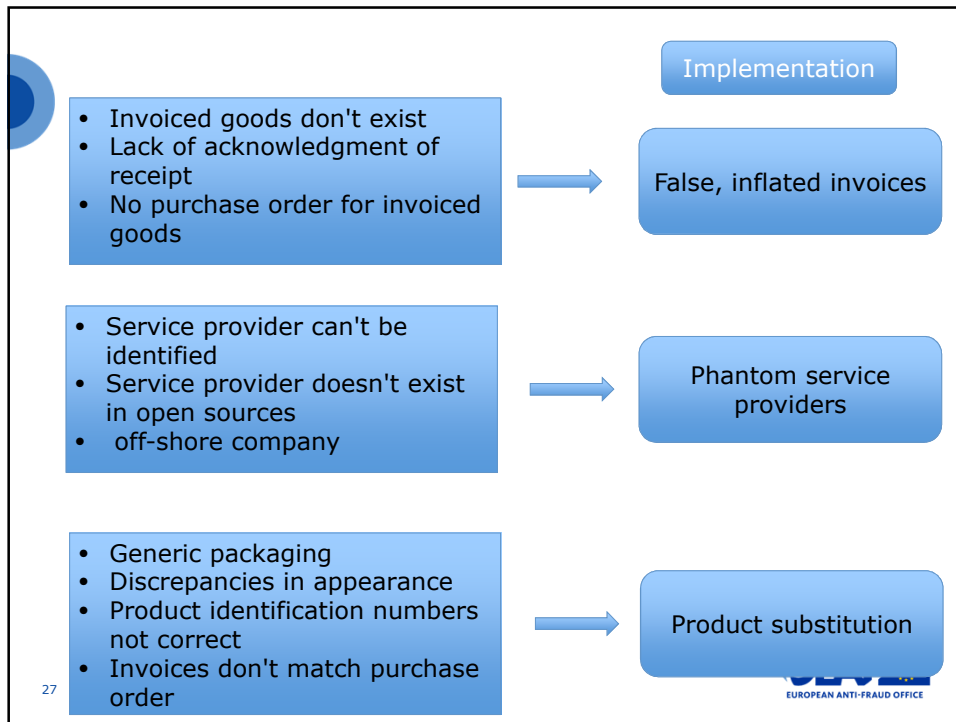 Implementation
• Invoiced goods don't exist
• Lack of acknowledgment of
receipt
• No purchase order for invoiced
goods
False, inflated invoices
• Service provider can't be
identified
• Service provider doesn't exist
in open sources
• off-shore company
Phantom service
providers
• Generic packaging
• Discrepancies in appearance
• Product identification numbers
not correct
• Invoices don't match purchase
order
Product substitution
27
EUROPEAN ANTI-FRAUD OFFICE